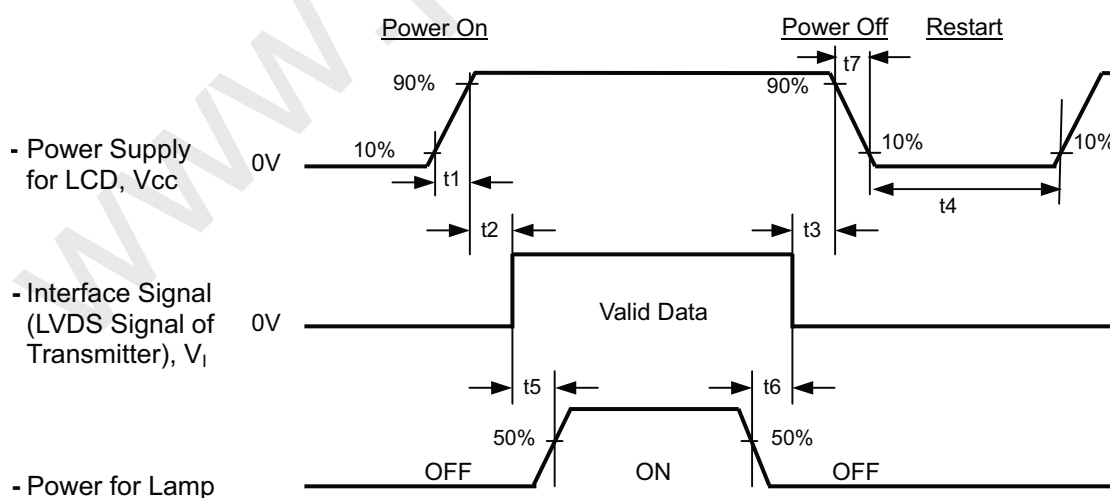 Power On
Power Off
Restart
t7
90%
90%
10%
10%
10%
- Power Supply
for LCD, Vcc
0V
t1
t4
t2
t3
- Interface Signal
(LVDS Signal of
Transmitter), VI
0V
Valid Data
t5
t6
50%
50%
OFF
ON
OFF
- Power for Lamp